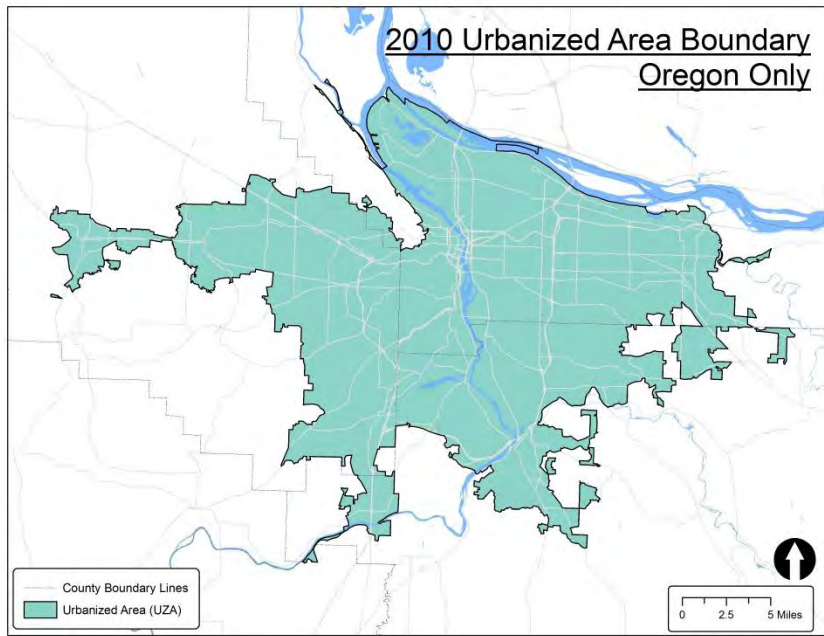 2010 Urbanized Area Boundary
Oregon Only
County Boundary Lines
Urbanized Area (UZA)
0 2.5 5 Miles